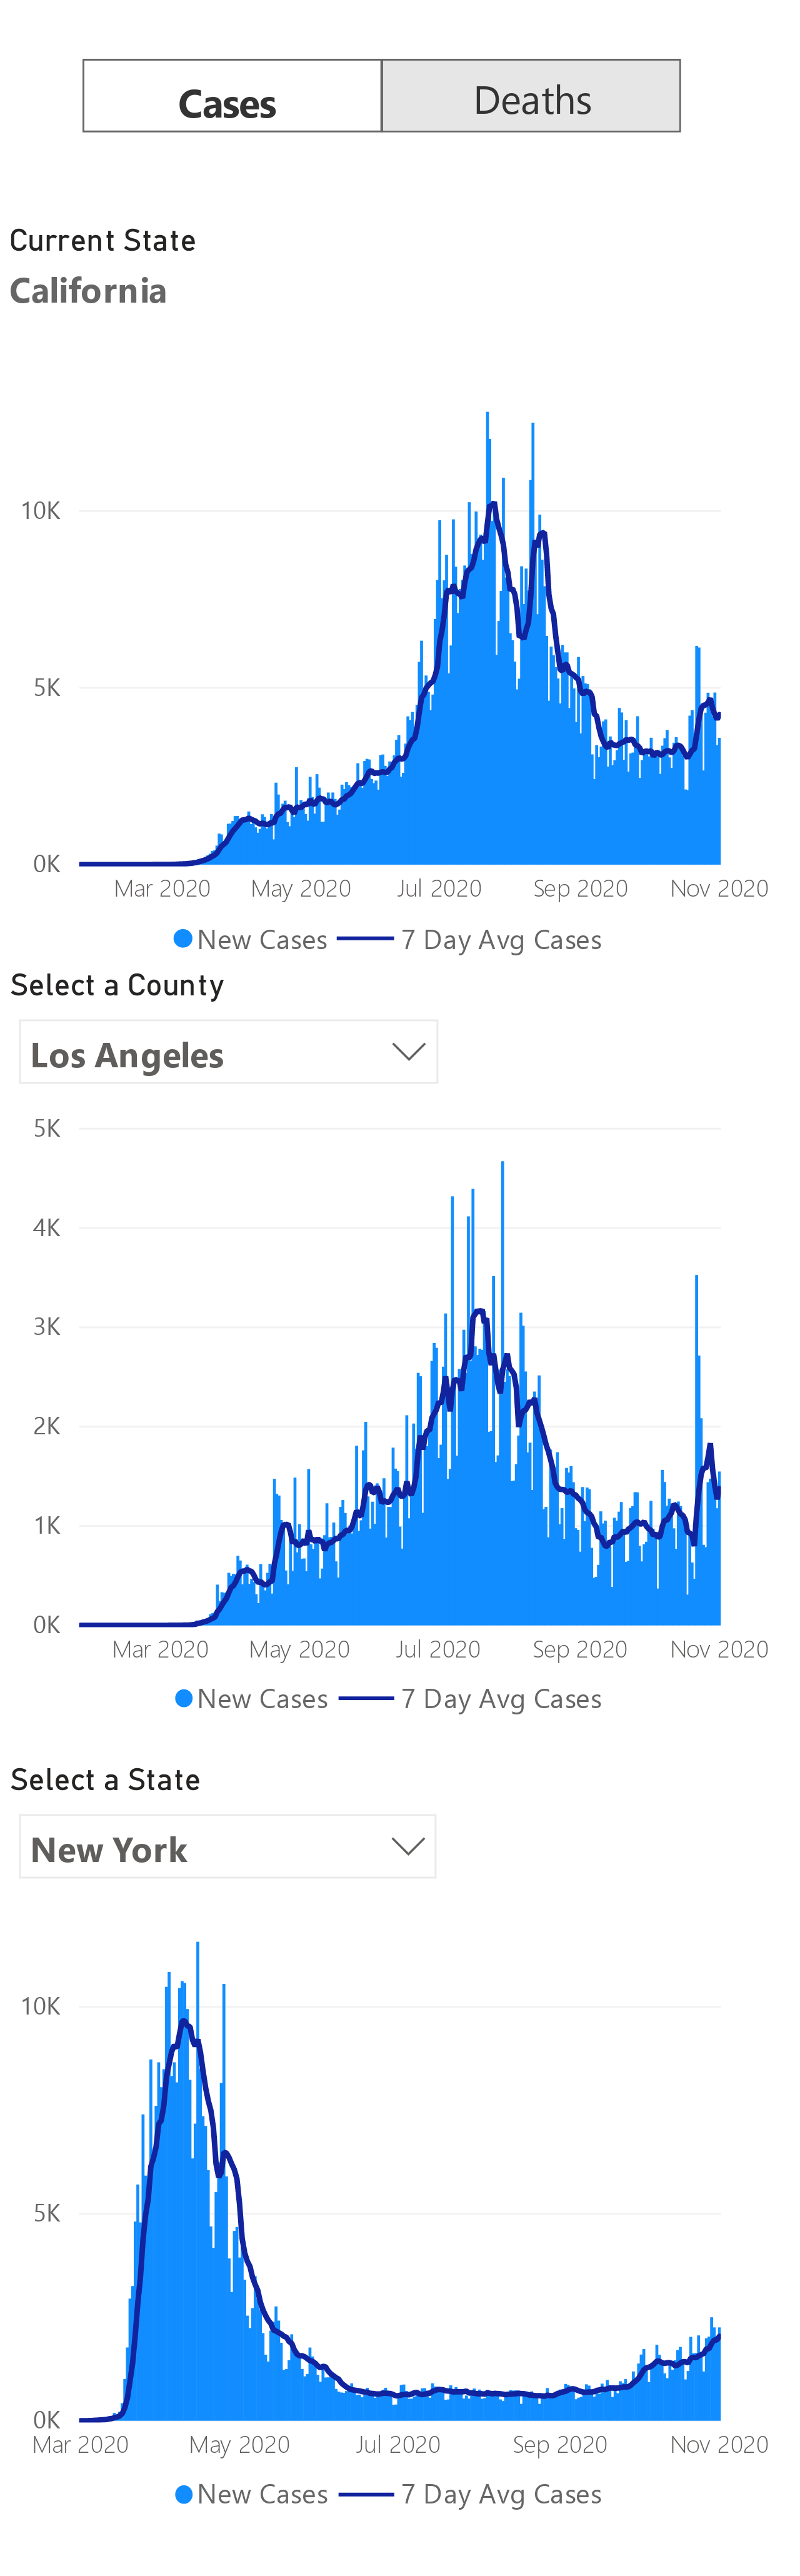 Cases Deaths
Current State
California
10K
5K
0K
Mar 2020 May 2020 Jul 2020 Sep 2020 Nov 2020
New Cases 7 Day Avg Cases
Select a County
Los Angeles
5K
4K
3K
2K
1K
0K
Mar 2020 May 2020 Jul 2020 Sep 2020 Nov 2020
New Cases 7 Day Avg Cases
Select a State
New York
10K
5K
0K
Mar 2020 May 2020 Jul 2020 Sep 2020 Nov 2020
New Cases 7 Day Avg Cases